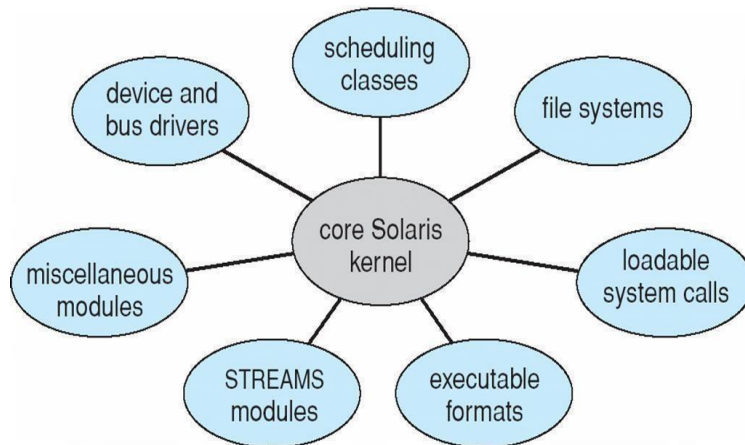 scheduling
classes
device and
bus drivers
file systems
core Solaris
kernel
miscellaneous
modules
loadable
system calls
STREAMS
modules
executable
formats